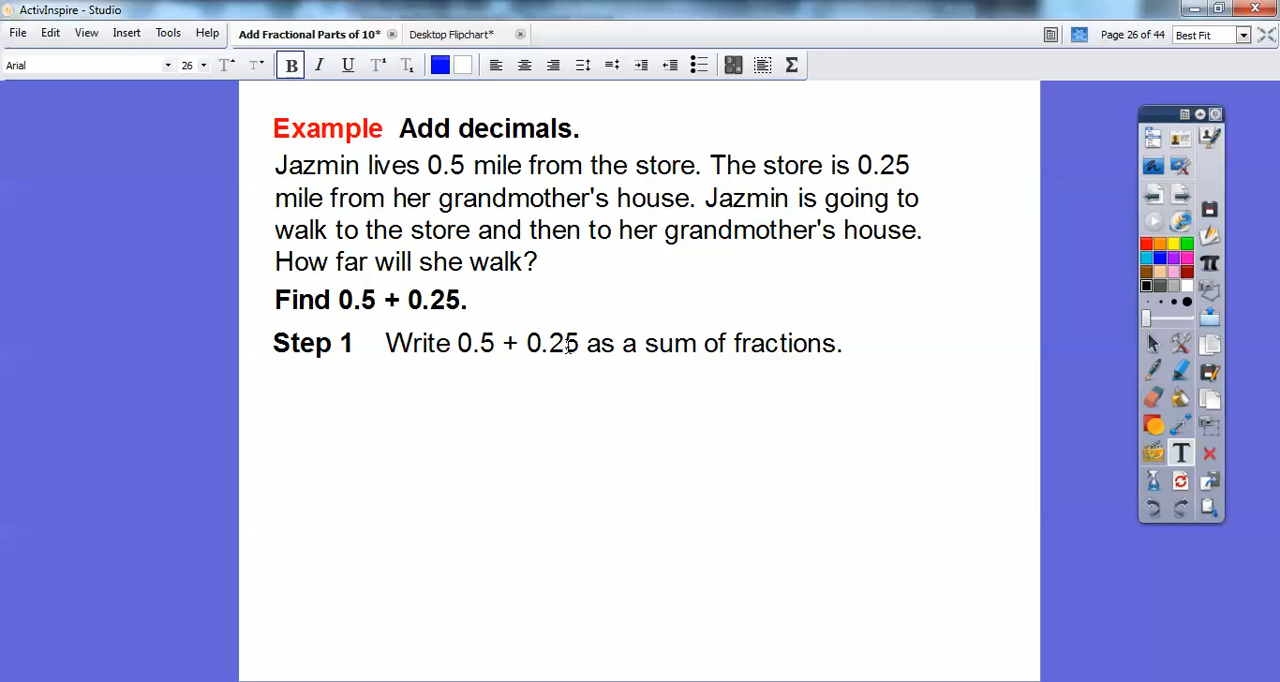 ActivInspire - Studio
File Edit View Insert Tools Help
Add Fractional Parts of 10*
Desktop Flipchart*
Page 26 of 44
Best Fit
Arial
26
B I U T T Σ
Example Add decimals.
Jazmin lives 0.5 mile from the store. The store is 0.25
mile from her grandmother's house. Jazmin is going to
walk to the store and then to her grandmother's house.
How far will she walk?
Find 0.5 + 0.25.
Step 1 Write 0.5 + 0.25 as a sum of fractions.
T